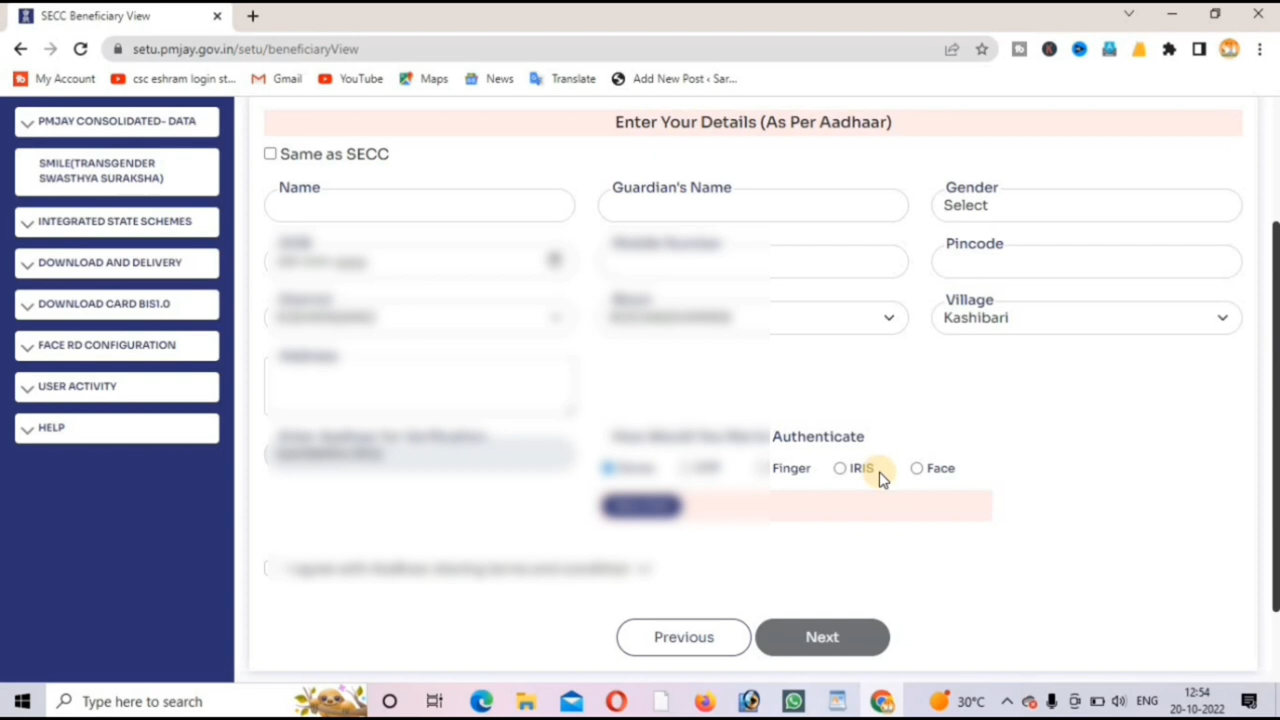 SECC Beneficiary View
setu.pmjay.gov.in/setu/beneficiaryView
My Account csc eshram login st... Gmail YouTube Maps News Translate Add New Post ‹ Sar...
PMJAY CONSOLIDATED- DATA
SMILE(TRANSGENDER
SWASTHYA SURAKSHA)
INTEGRATED STATE SCHEMES
DOWNLOAD AND DELIVERY
DOWNLOAD CARD BIS1.0
FACE RD CONFIGURATION
USER ACTIVITY
HELP
Enter Your Details (As Per Aadhaar)
Same as SECC
Name Guardian's Name Gender
Select
Pincode
Village
Kashibari
Authenticate
Finger IRIS Face
Previous Next
Type here to search 30°C ENG 12:54
20-10-2022